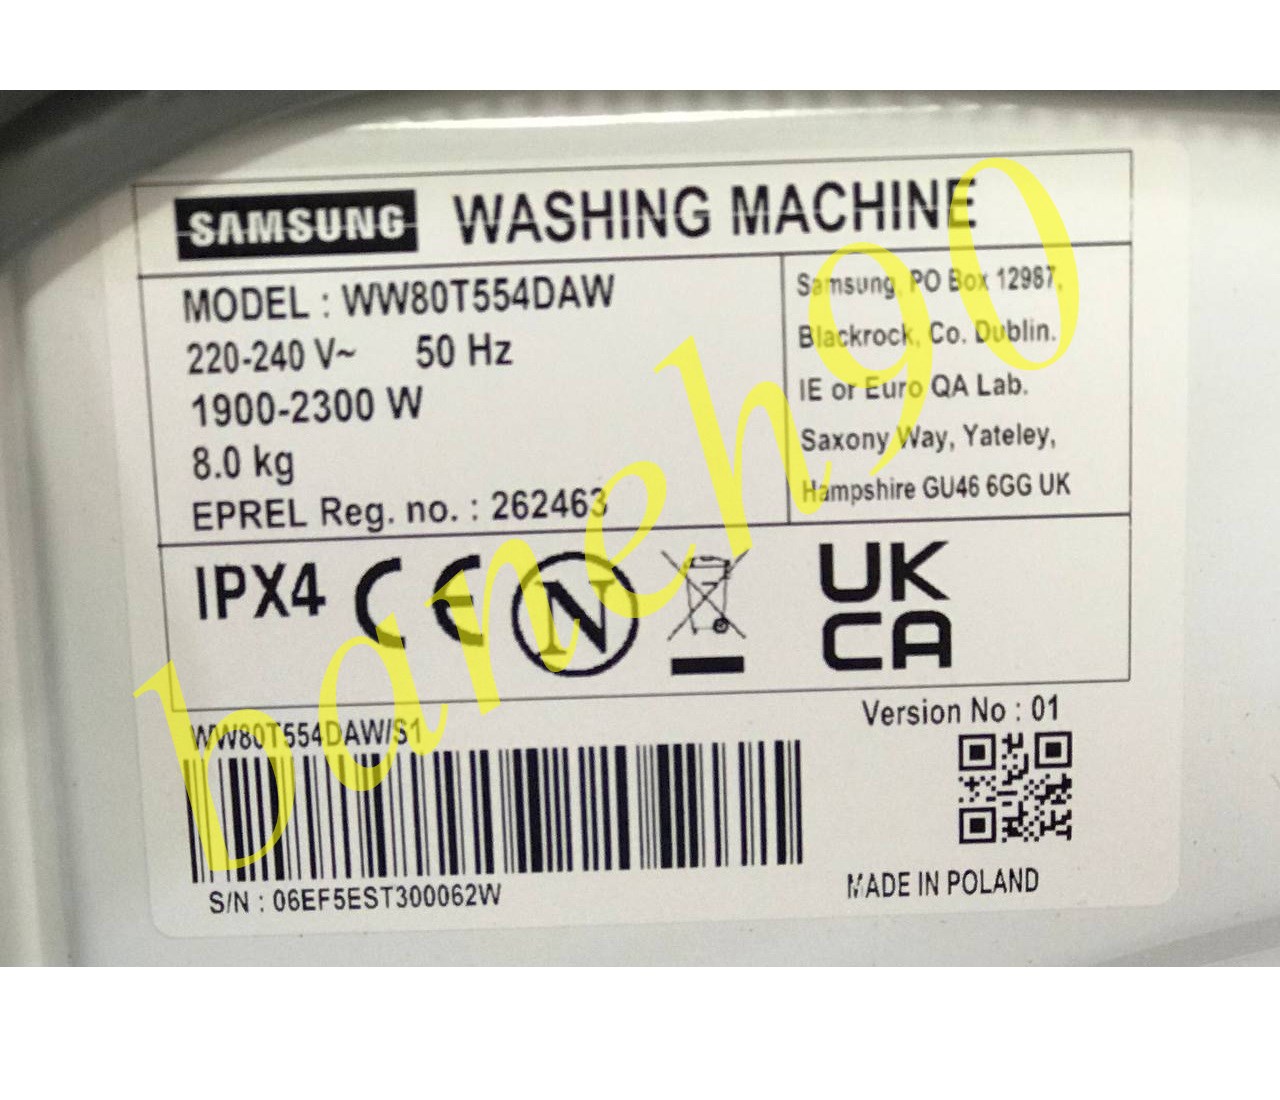 SAMSUNG WASHING MACHINE
MODEL : WW80T554DAW
220-240 V~ 50 Hz
1900-2300 W
8.0 kg
EPREL Reg. no. : 262463
Samsung, PO Box 12987,
Blackrock, Co. Dublin.
IE or Euro QA Lab.
Saxony Way, Yateley,
Hampshire GU46 6GG UK
IPX4 CE N UK
CA
WW80T554DAW/S1
Version No : 01
S/N : 06EF5EST300062W
MADE IN POLAND
baneh90